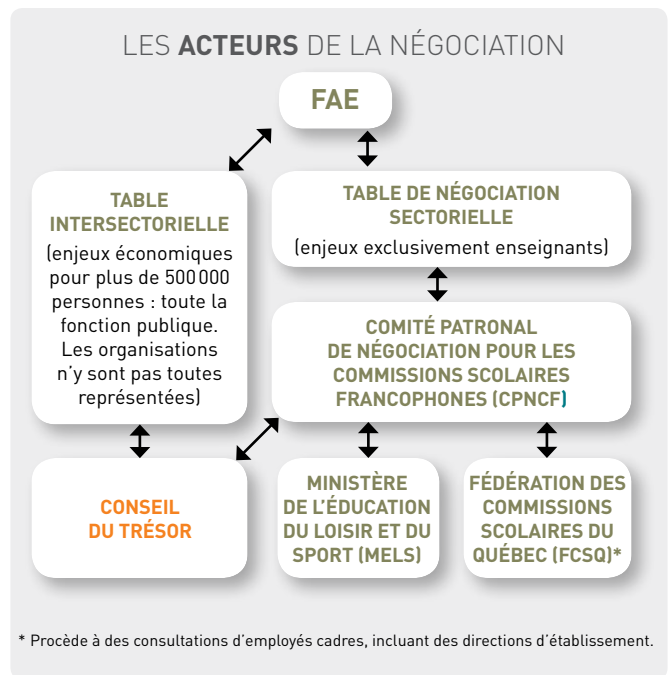 LES ACTEURS DE LA NÉGOCIATION
FAE
TABLE
INTERSECTORIELLE
(enjeux économiques
pour plus de 500 000
personnes : toute la
fonction publique.
Les organisations
n'y sont pas toutes
représentées)
TABLE DE NÉGOCIATION
SECTORIELLE
(enjeux exclusivement enseignants)
COMITÉ PATRONAL
DE NÉGOCIATION POUR LES
COMMISSIONS SCOLAIRES
FRANCOPHONES (CPNCF)
CONSEIL
DU TRÉSOR
MINISTÈRE
DE L'ÉDUCATION
DU LOISIR ET DU
SPORT (MELS)
FÉDÉRATION DES
COMMISSIONS
SCOLAIRES DU
QUÉBEC (FCSQ)*
* Procède à des consultations d'employés cadres, incluant des directions d'établissement.